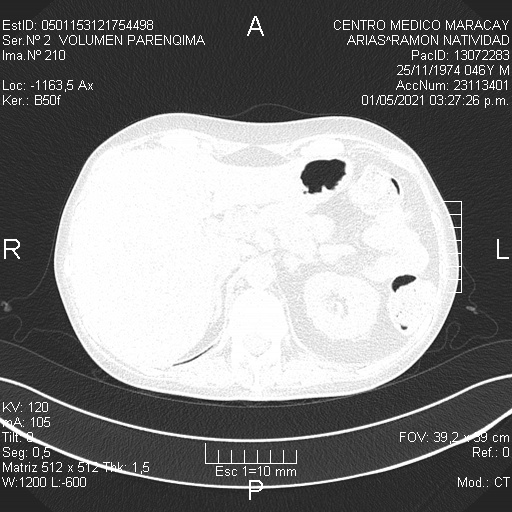 EstID: 0501153121754498
Ser.Nº 2 VOLUMEN PARENQIMA
Ima.Nº 210
Loc: -1163,5 Ax
Ker.: B50f
A
CENTRO MEDICO MARACAY
ARIAS^RAMON NATIVIDAD
PacID: 13072283
25/11/1974 046Y M
AccNum: 23113401
01/05/2021 03:27:26 p.m.
R
L
KV: 120
mA: 105
Tilt: 0
Seg: 0,5
Matriz 512 x 512 Thk: 1,5
W:1200 L:-600
Esc 1=10 mm
P
FOV: 39,2 x 39 cm
Ref.: 0
Mod.: CT